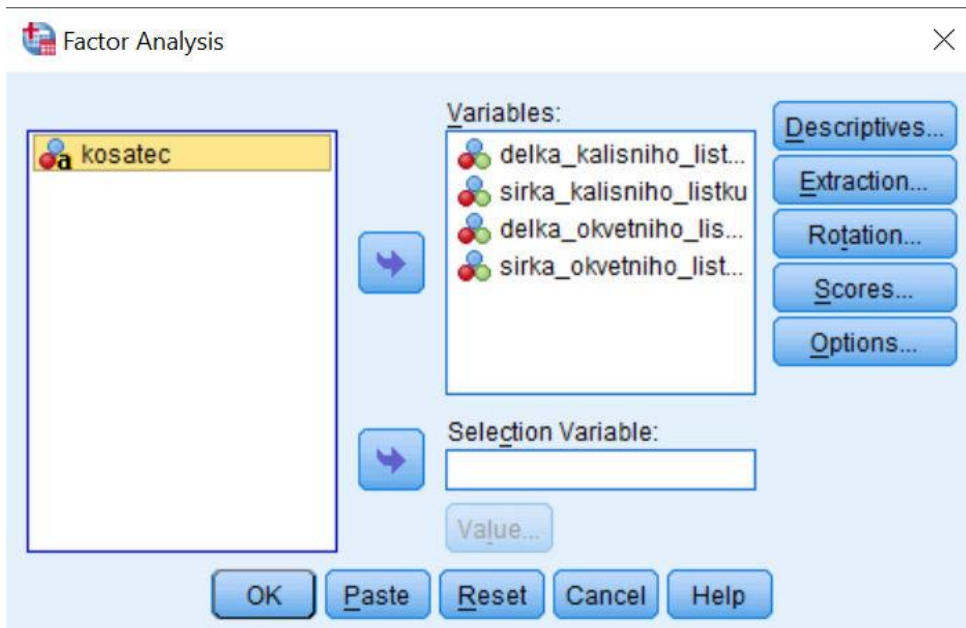 Factor Analysis
kosatec
Variables:
delka_kalisniho_list...
sirka_kalisniho_listku
delka_okvetniho_lis...
sirka_okvetniho_list...
Descriptives...
Extraction...
Rotation...
Scores...
Options...
Selection Variable:
Value...
OK Paste Reset Cancel Help